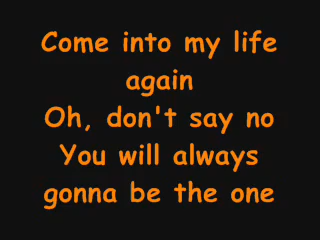 Come into my life
again
Oh, don't say no
You will always
gonna be the one